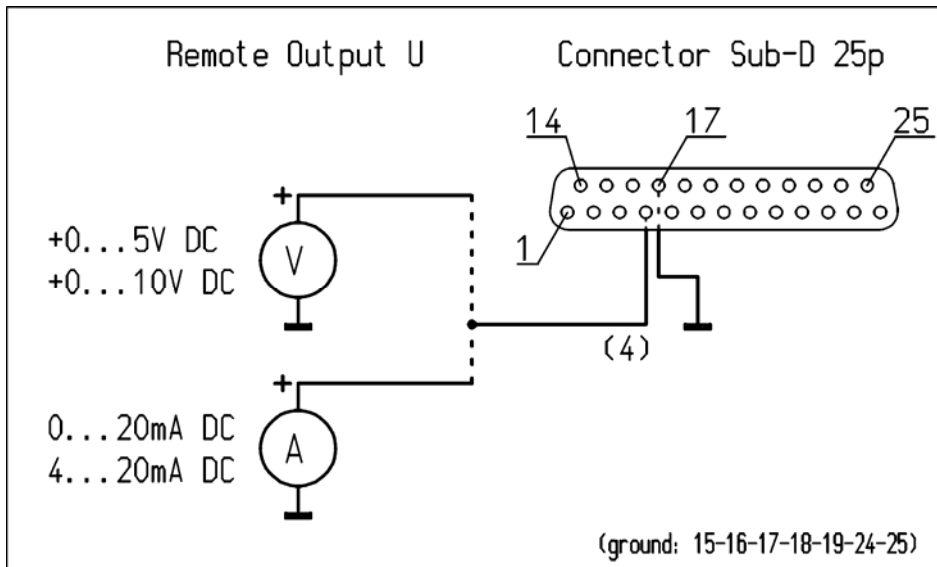 Remote Output U
Connector Sub-D 25p
14
17
25
1
+
+0...5V DC
+0...10V DC
V
(4)
+
0...20mA DC
4...20mA DC
A
(ground: 15-16-17-18-19-24-25)